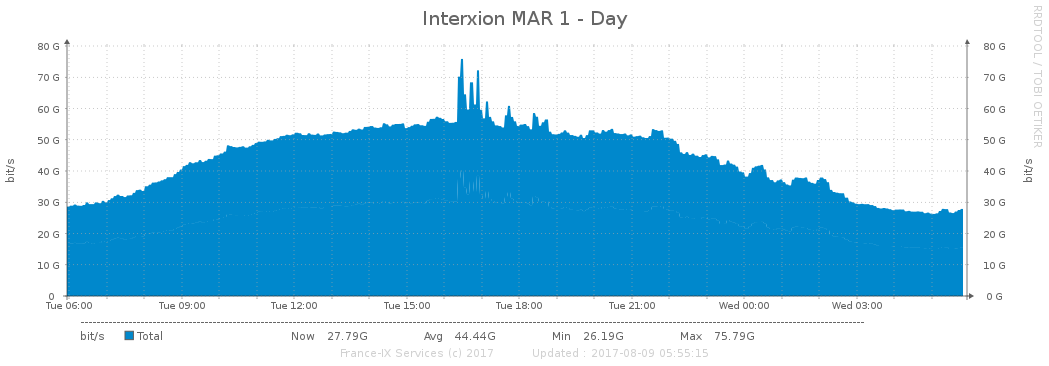 Interxion MAR 1 - Day
RRDTOOL / TOBI OETIKER
80 G 80 G
70 G 70 G
60 G 60 G
50 G 50 G
40 G 40 G
30 G 30 G
20 G 20 G
10 G 10 G
0 0 G
bit/s
bit/s
Tue 06:00 Tue 09:00 Tue 12:00 Tue 15:00 Tue 18:00 Tue 21:00 Wed 00:00 Wed 03:00
bit/s Total Now 27.79G Avg 44.44G Min 26.19G Max 75.79G
France-IX Services (c) 2017 Updated : 2017-08-09 05:55:15